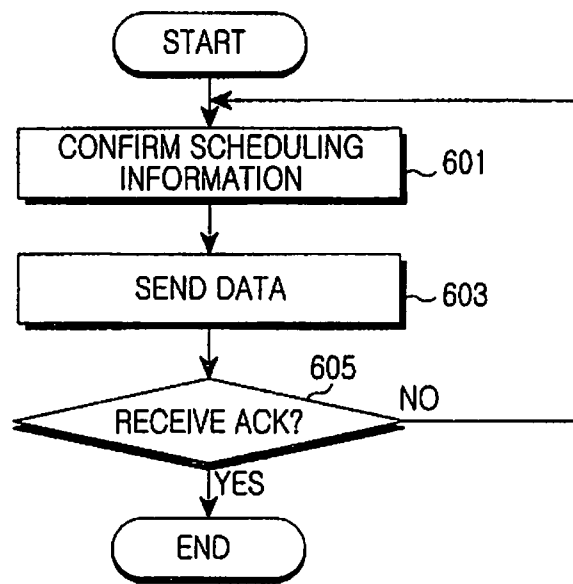 START
CONFIRM SCHEDULING
INFORMATION
601
SEND DATA
603
605
RECEIVE ACK?
NO
YES
END